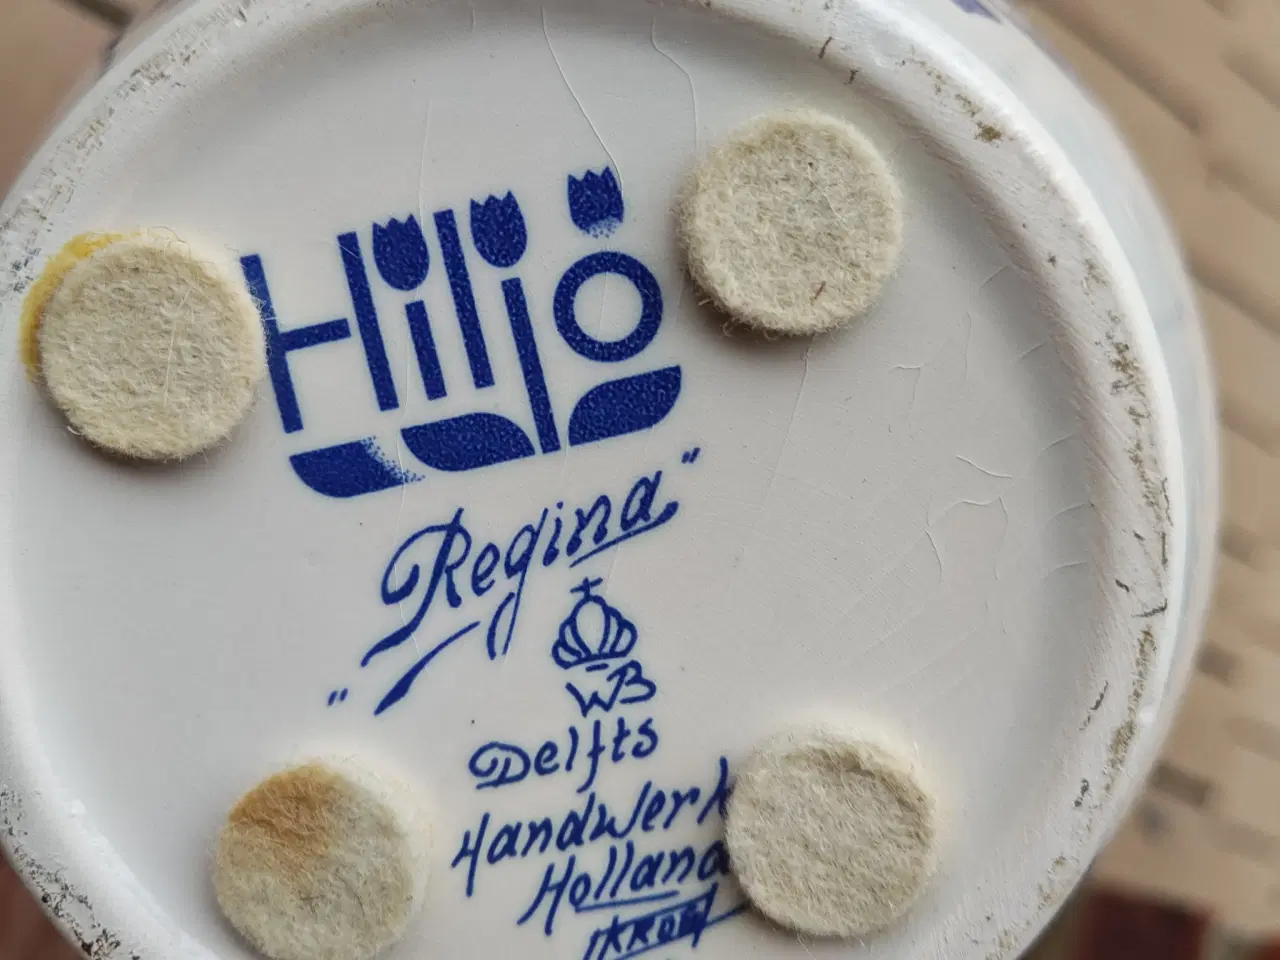 Hiljo
"Regina"
WB
Delfts
Handwerk
Holland